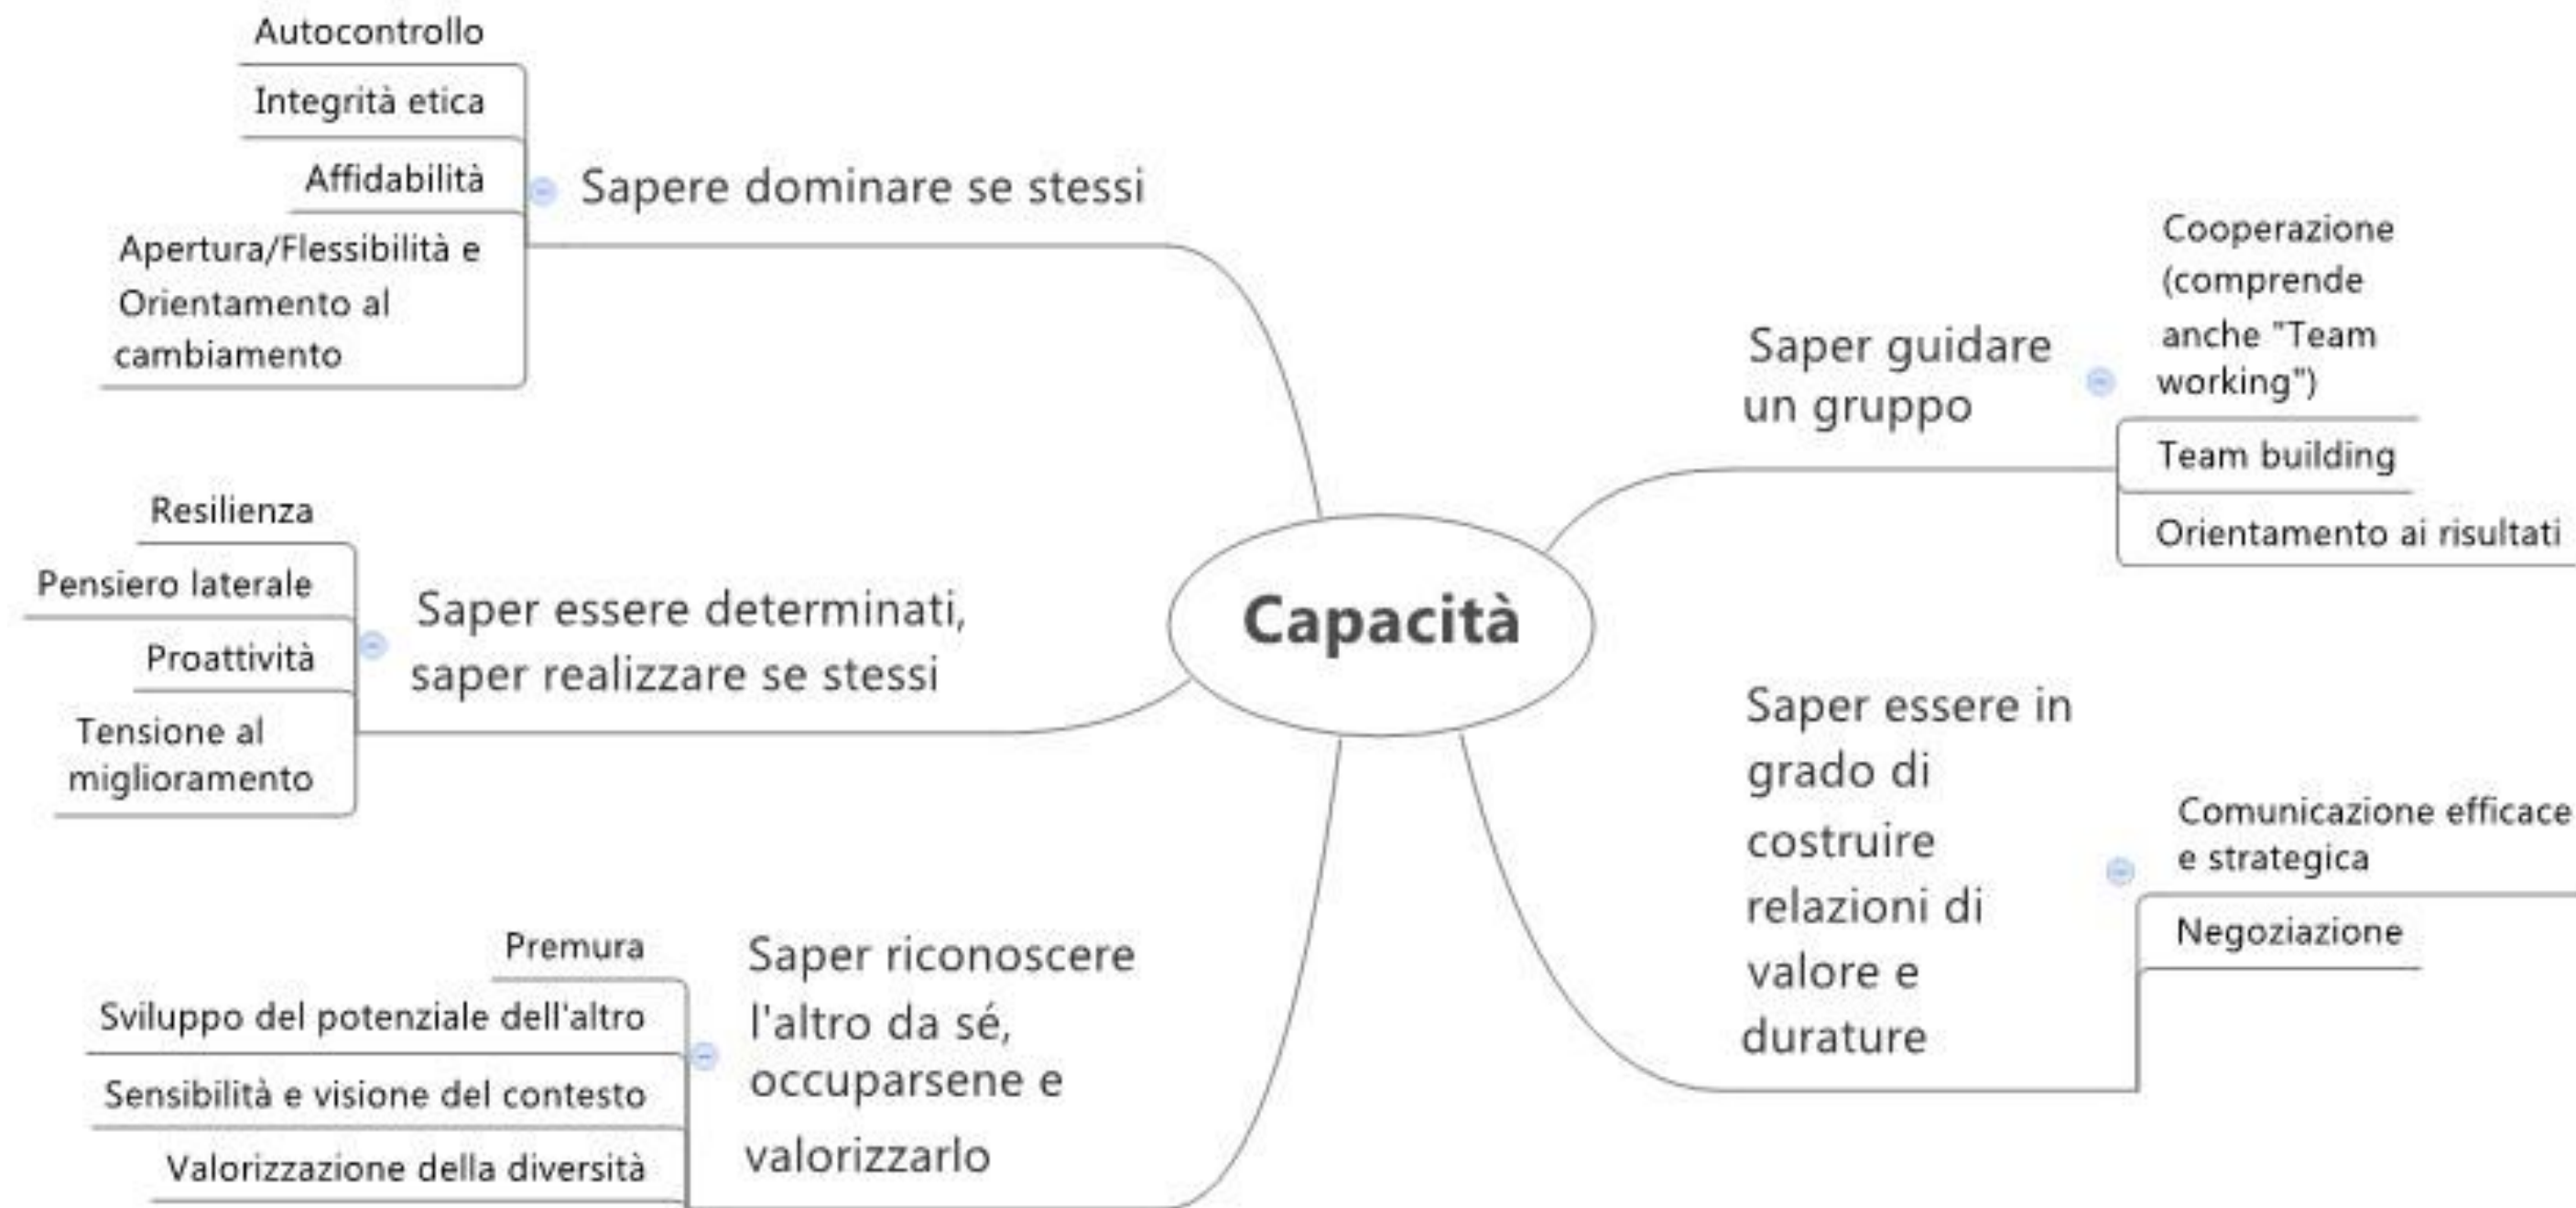 Autocontrollo
Integrità etica
Affidabilità
Apertura/Flessibilità e
Orientamento al
cambiamento
Sapere dominare se stessi
Resilienza
Pensiero laterale
Proattività
Tensione al
miglioramento
Saper essere determinati,
saper realizzare se stessi
Premura
Sviluppo del potenziale dell'altro
Sensibilità e visione del contesto
Valorizzazione della diversità
Saper riconoscere
l'altro da sé,
occuparsene e
valorizzarlo
Capacità
Saper guidare
un gruppo
Cooperazione
(comprende
anche "Team
working")
Team building
Orientamento ai risultati
Saper essere in
grado di
costruire
relazioni di
valore e
durature
Comunicazione efficace
e strategica
Negoziazione